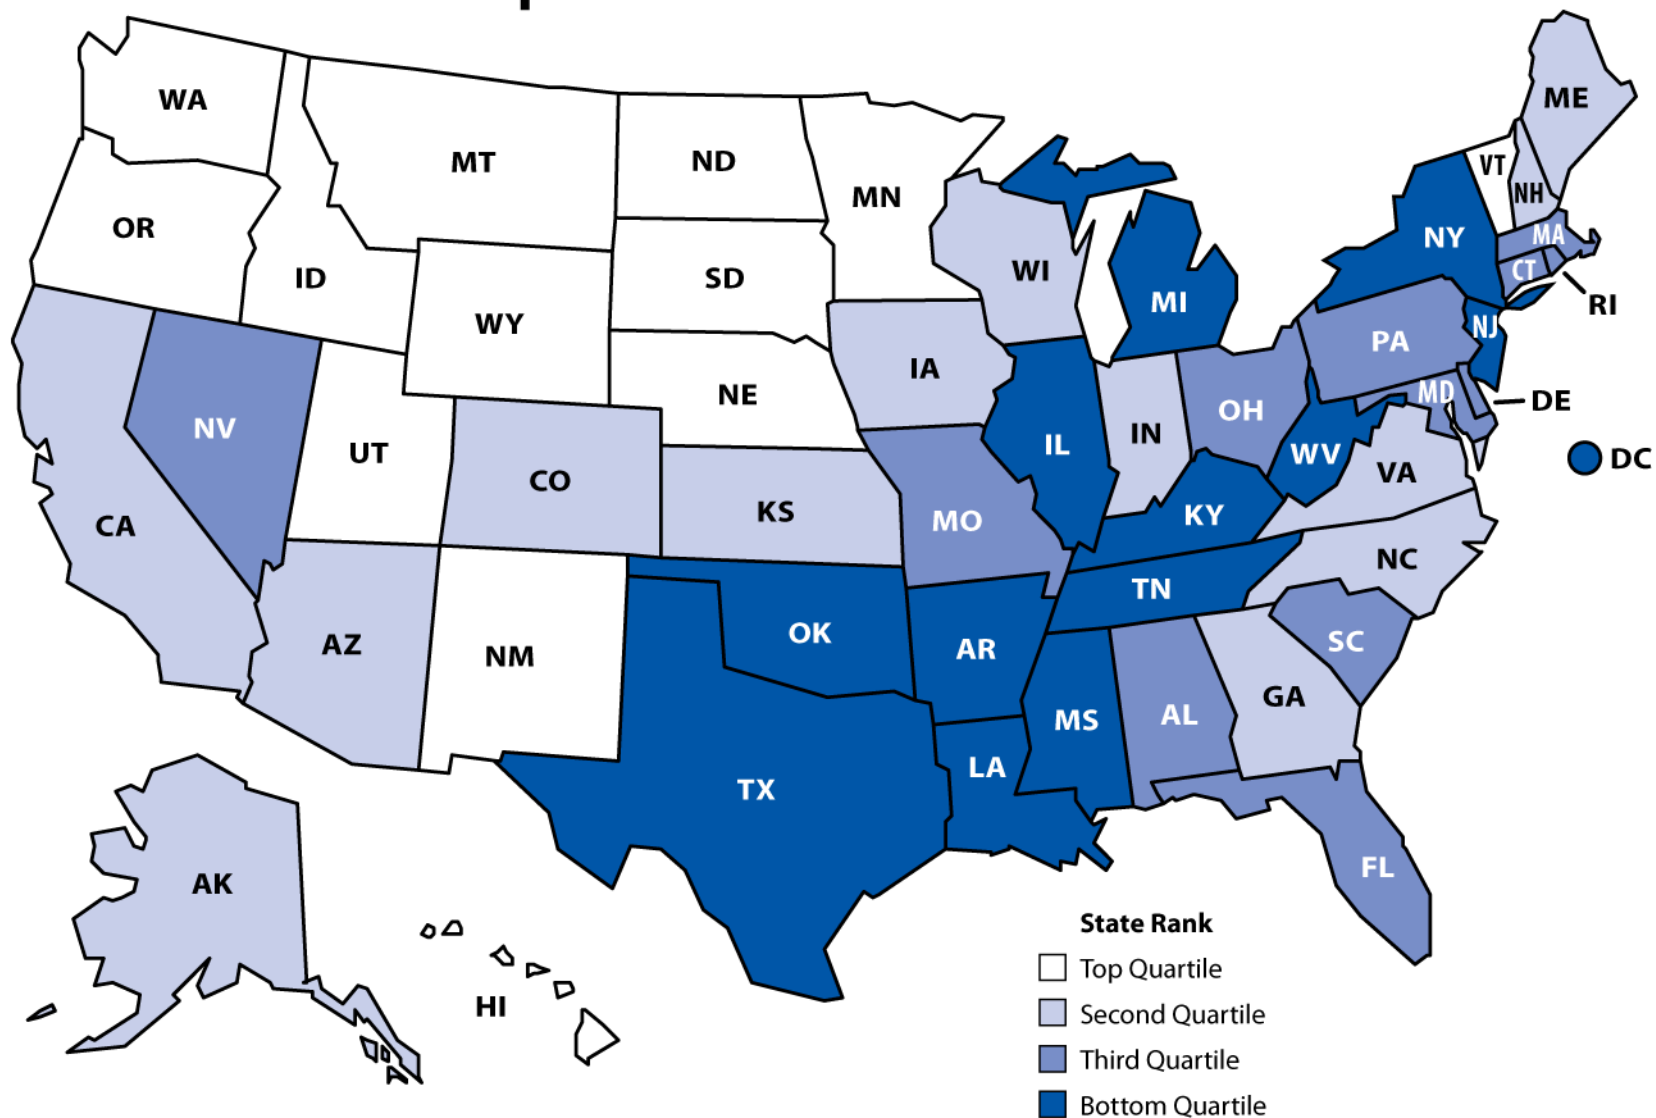 WA
MT
ND
MN
ME
VT
NH
OR
ID
WY
SD
WI
MI
NY
MA
CT
RI
NV
UT
CO
NE
IA
IL
IN
OH
PA
NJ
MD
DE
DC
CA
KS
MO
KY
WV
VA
AZ
NM
OK
AR
TN
NC
SC
TX
LA
MS
AL
GA
FL
AK
HI
State Rank
Top Quartile
Second Quartile
Third Quartile
Bottom Quartile